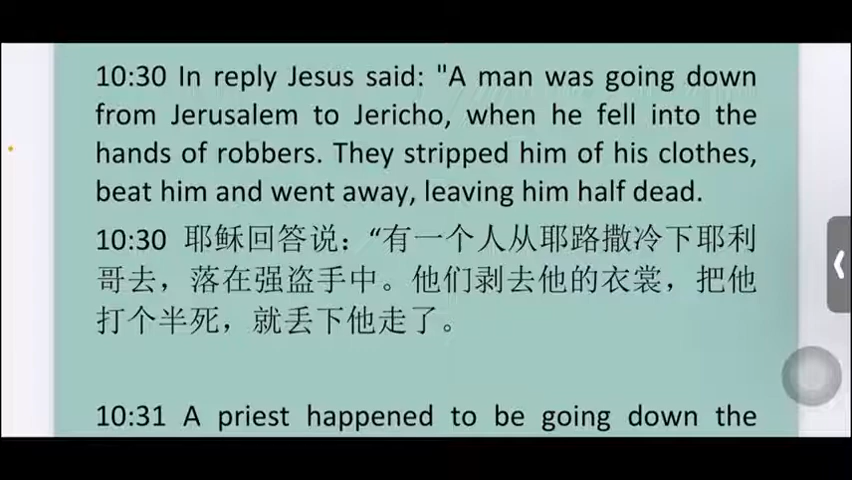 10:30 In reply Jesus said: "A man was going down
from Jerusalem to Jericho, when he fell into the
hands of robbers. They stripped him of his clothes,
beat him and went away, leaving him half dead.
10:30 耶稣回答说：“有一个人从耶路撒冷下耶利
哥去，落在强盗手中。他们剥去他的衣裳，把他
打个半死，就丢下他走了。
10:31 A priest happened to be going down the